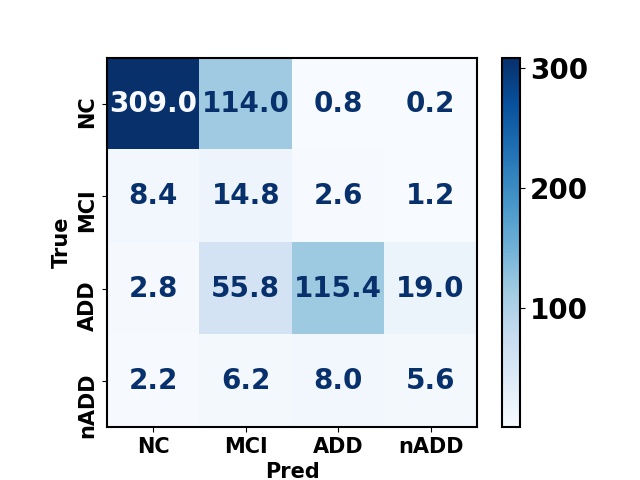 NC 309.0 114.0 0.8 0.2
MCI 8.4 14.8 2.6 1.2
ADD 2.8 55.8 115.4 19.0
nADD 2.2 6.2 8.0 5.6
True
NC MCI ADD nADD
Pred
300
200
100